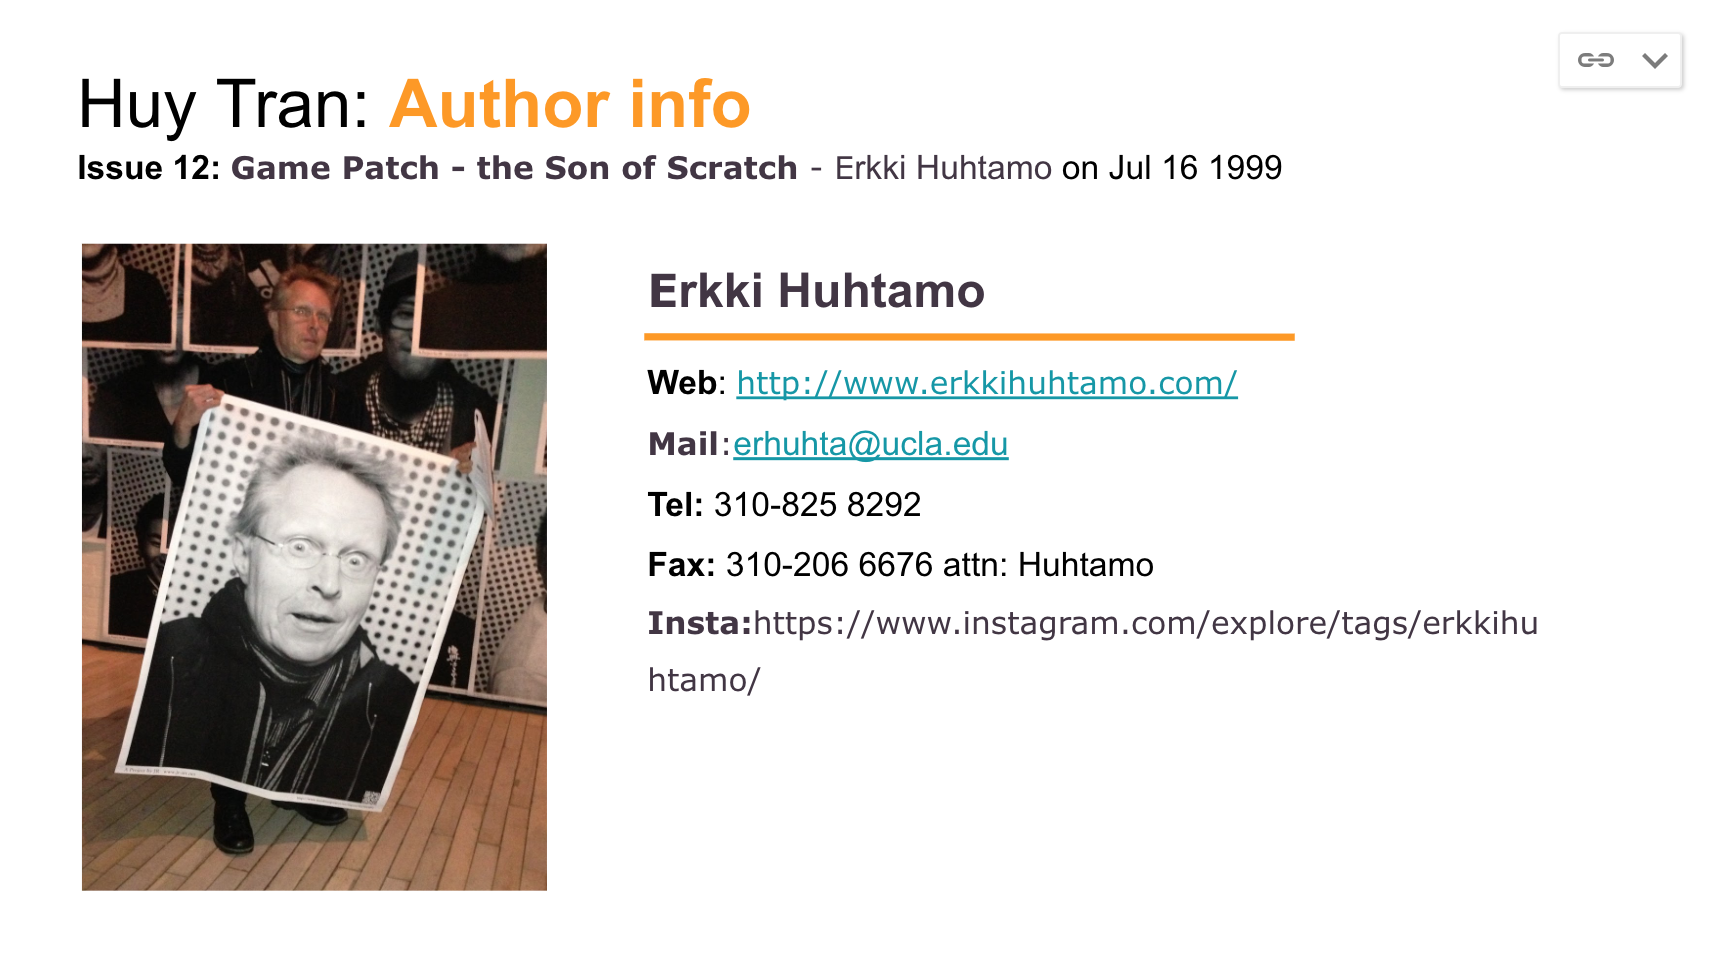 Huy Tran: Author info
Issue 12: Game Patch - the Son of Scratch - Erkki Huhtamo on Jul 16 1999
Erkki Huhtamo
Web: http://www.erkkihuhtamo.com/
Mail:erhuhta@ucla.edu
Tel: 310-825 8292
Fax: 310-206 6676 attn: Huhtamo
Insta:https://www.instagram.com/explore/tags/erkkihu
htamo/